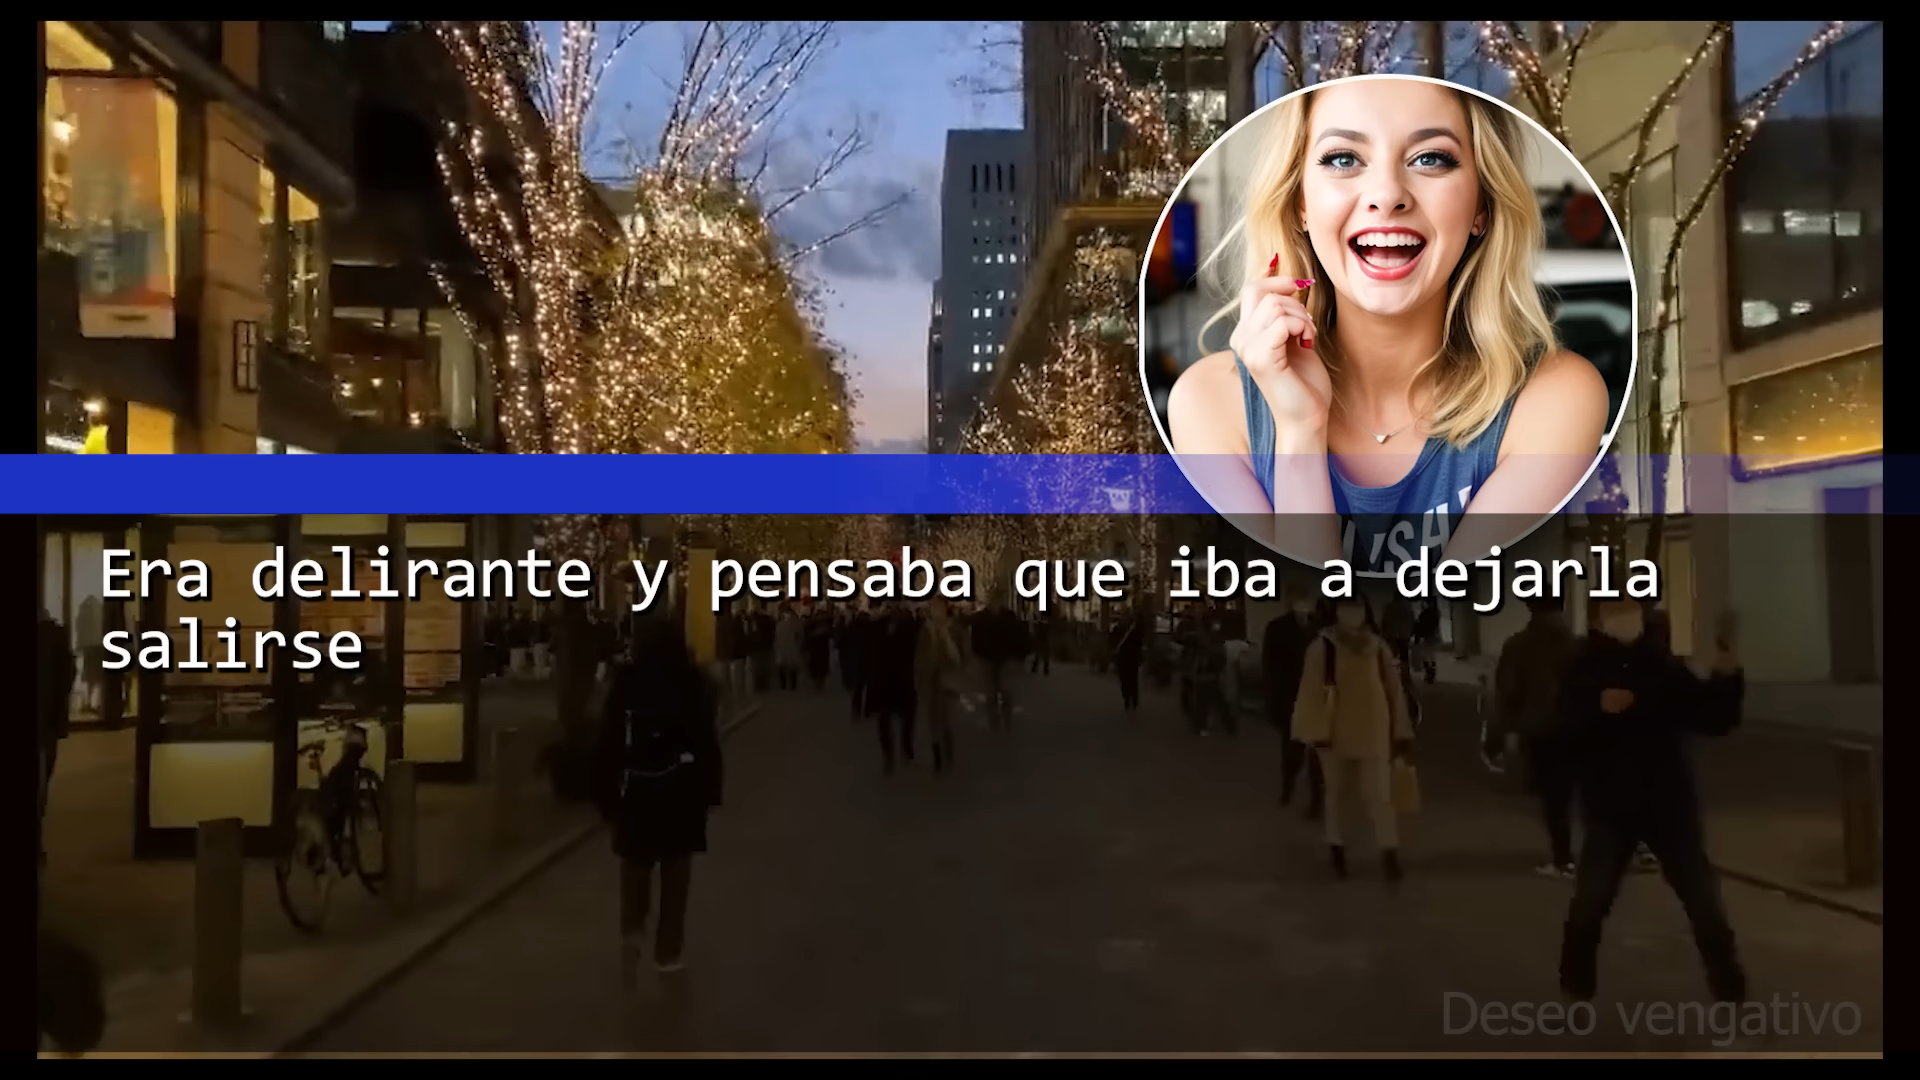 Era delirante y pensaba que iba a dejarla
salirse
Deseo vengativo